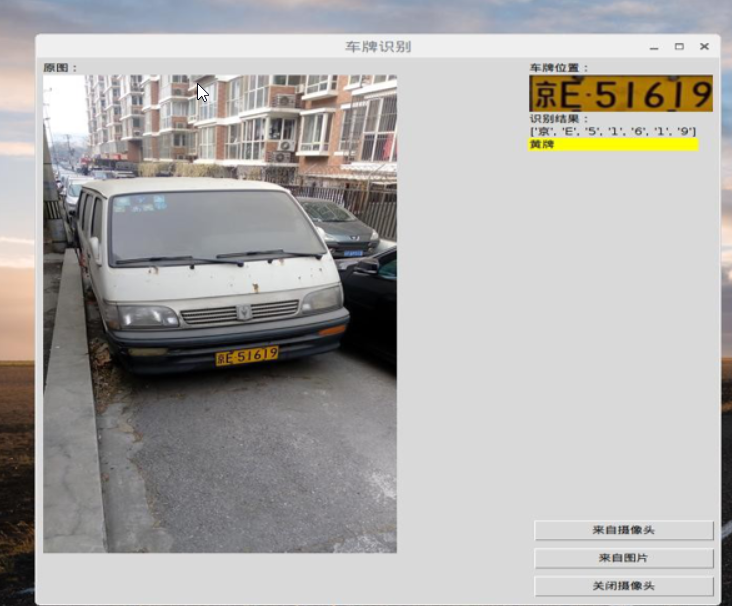 车牌识别
原图：
京E·51619
车牌位置：
京E·51619
识别结果：
['京', 'E', '5', '1', '6', '1', '9']
黄牌
来自摄像头
来自图片
关闭摄像头